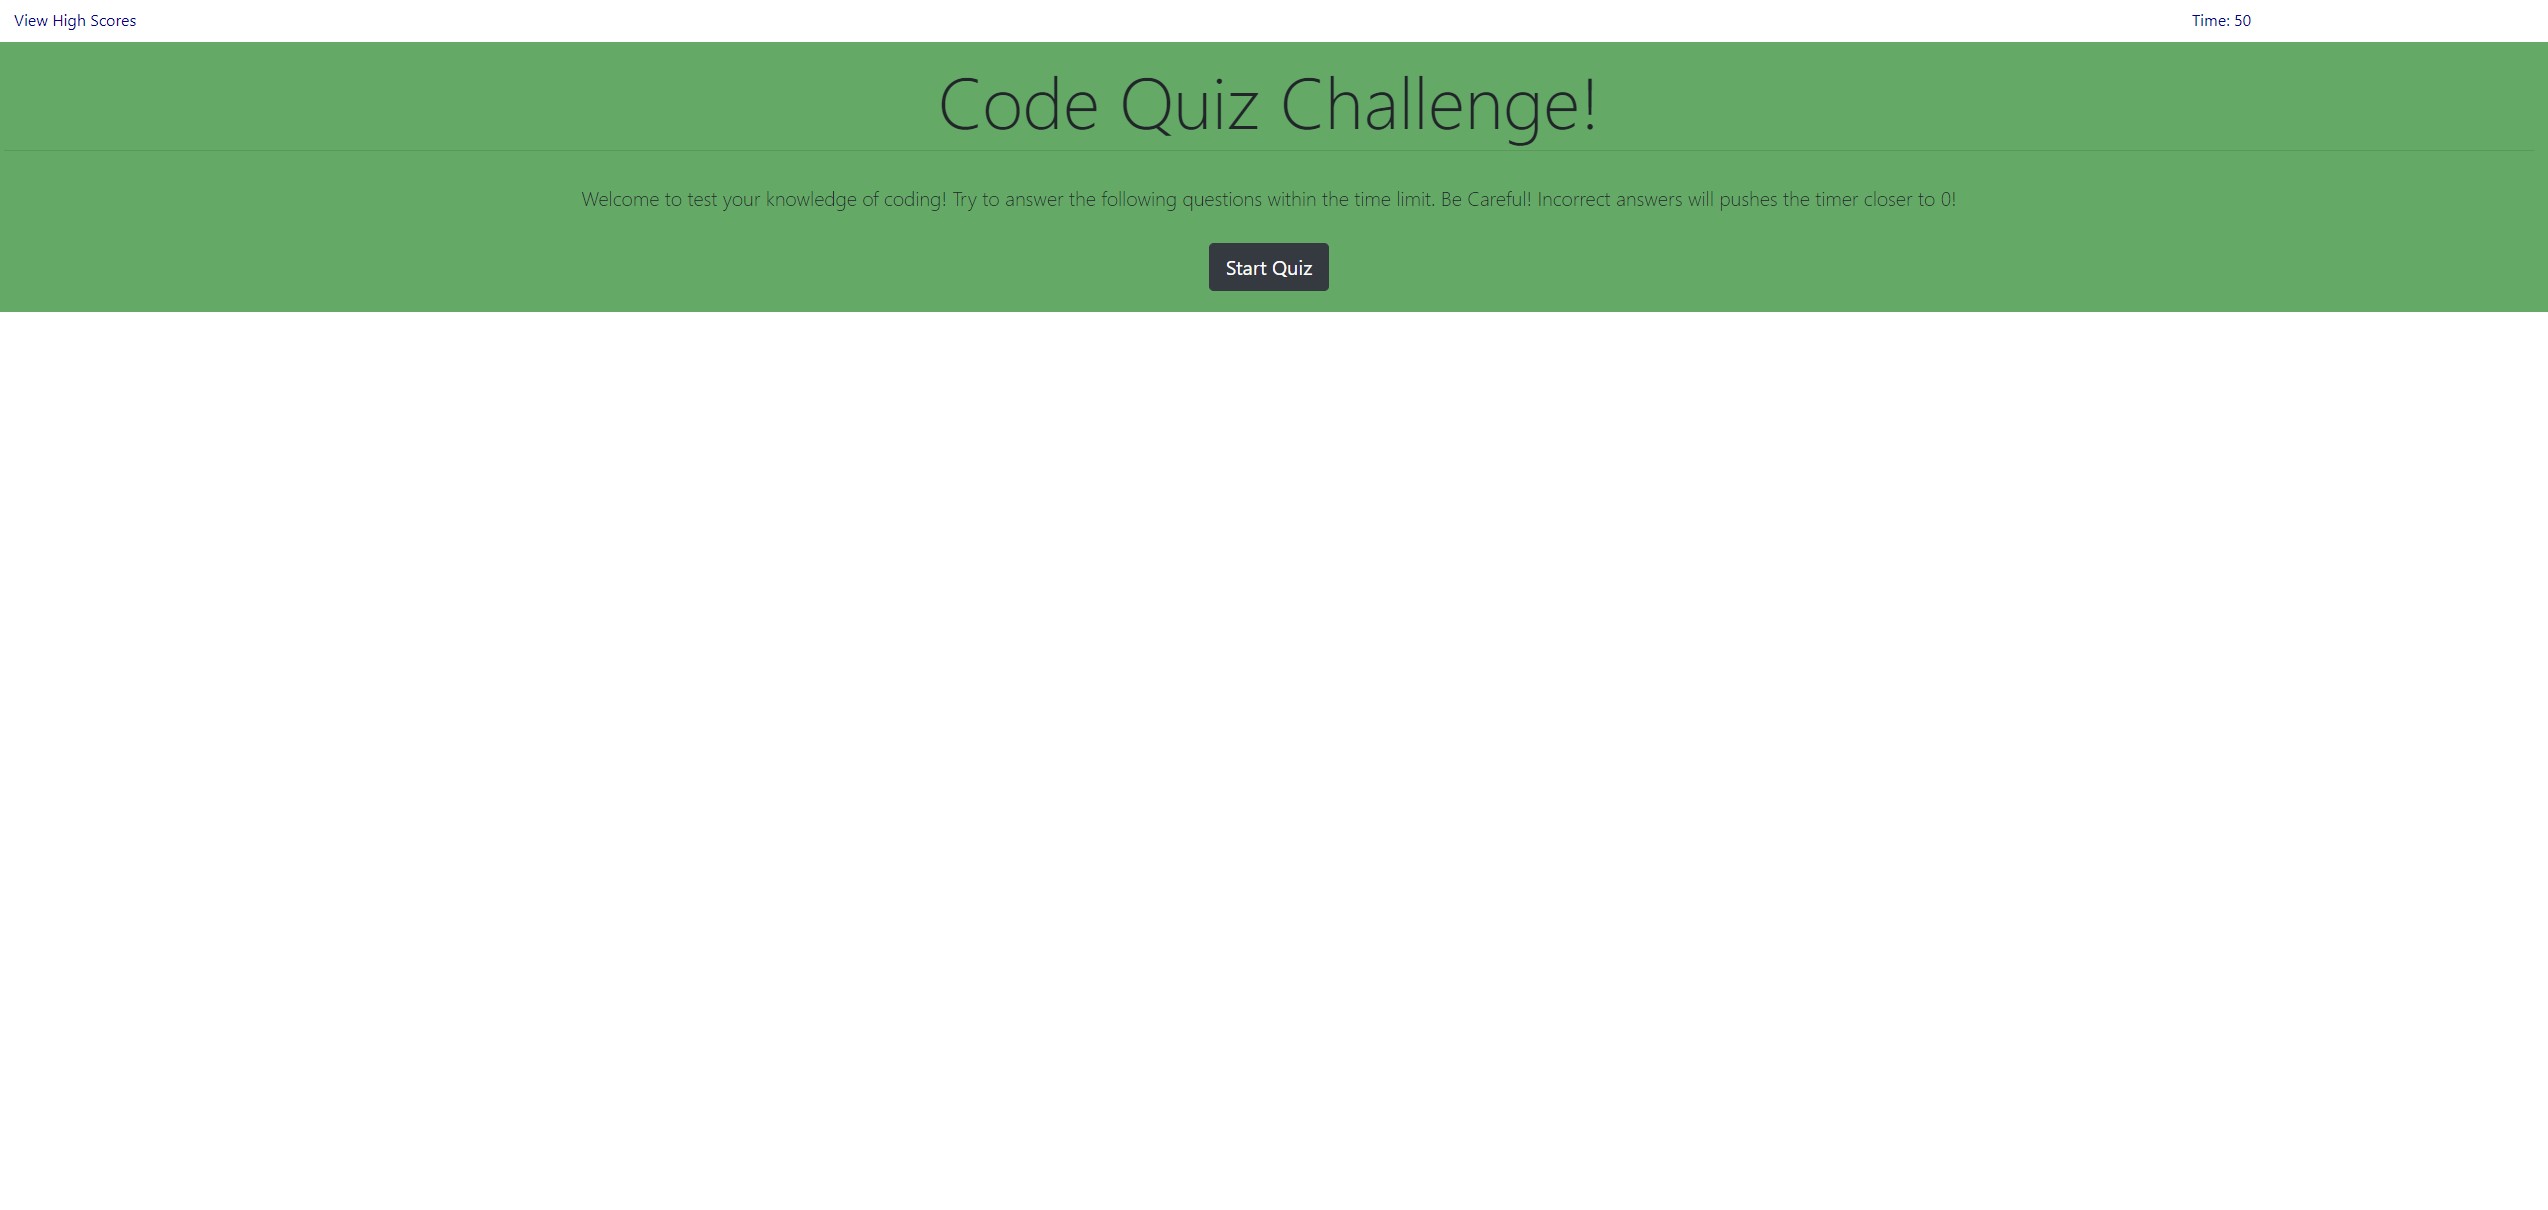 View High Scores
Time: 50
Code Quiz Challenge!
Welcome to test your knowledge of coding! Try to answer the following questions within the time limit. Be Careful! Incorrect answers will pushes the timer closer to 0!
Start Quiz